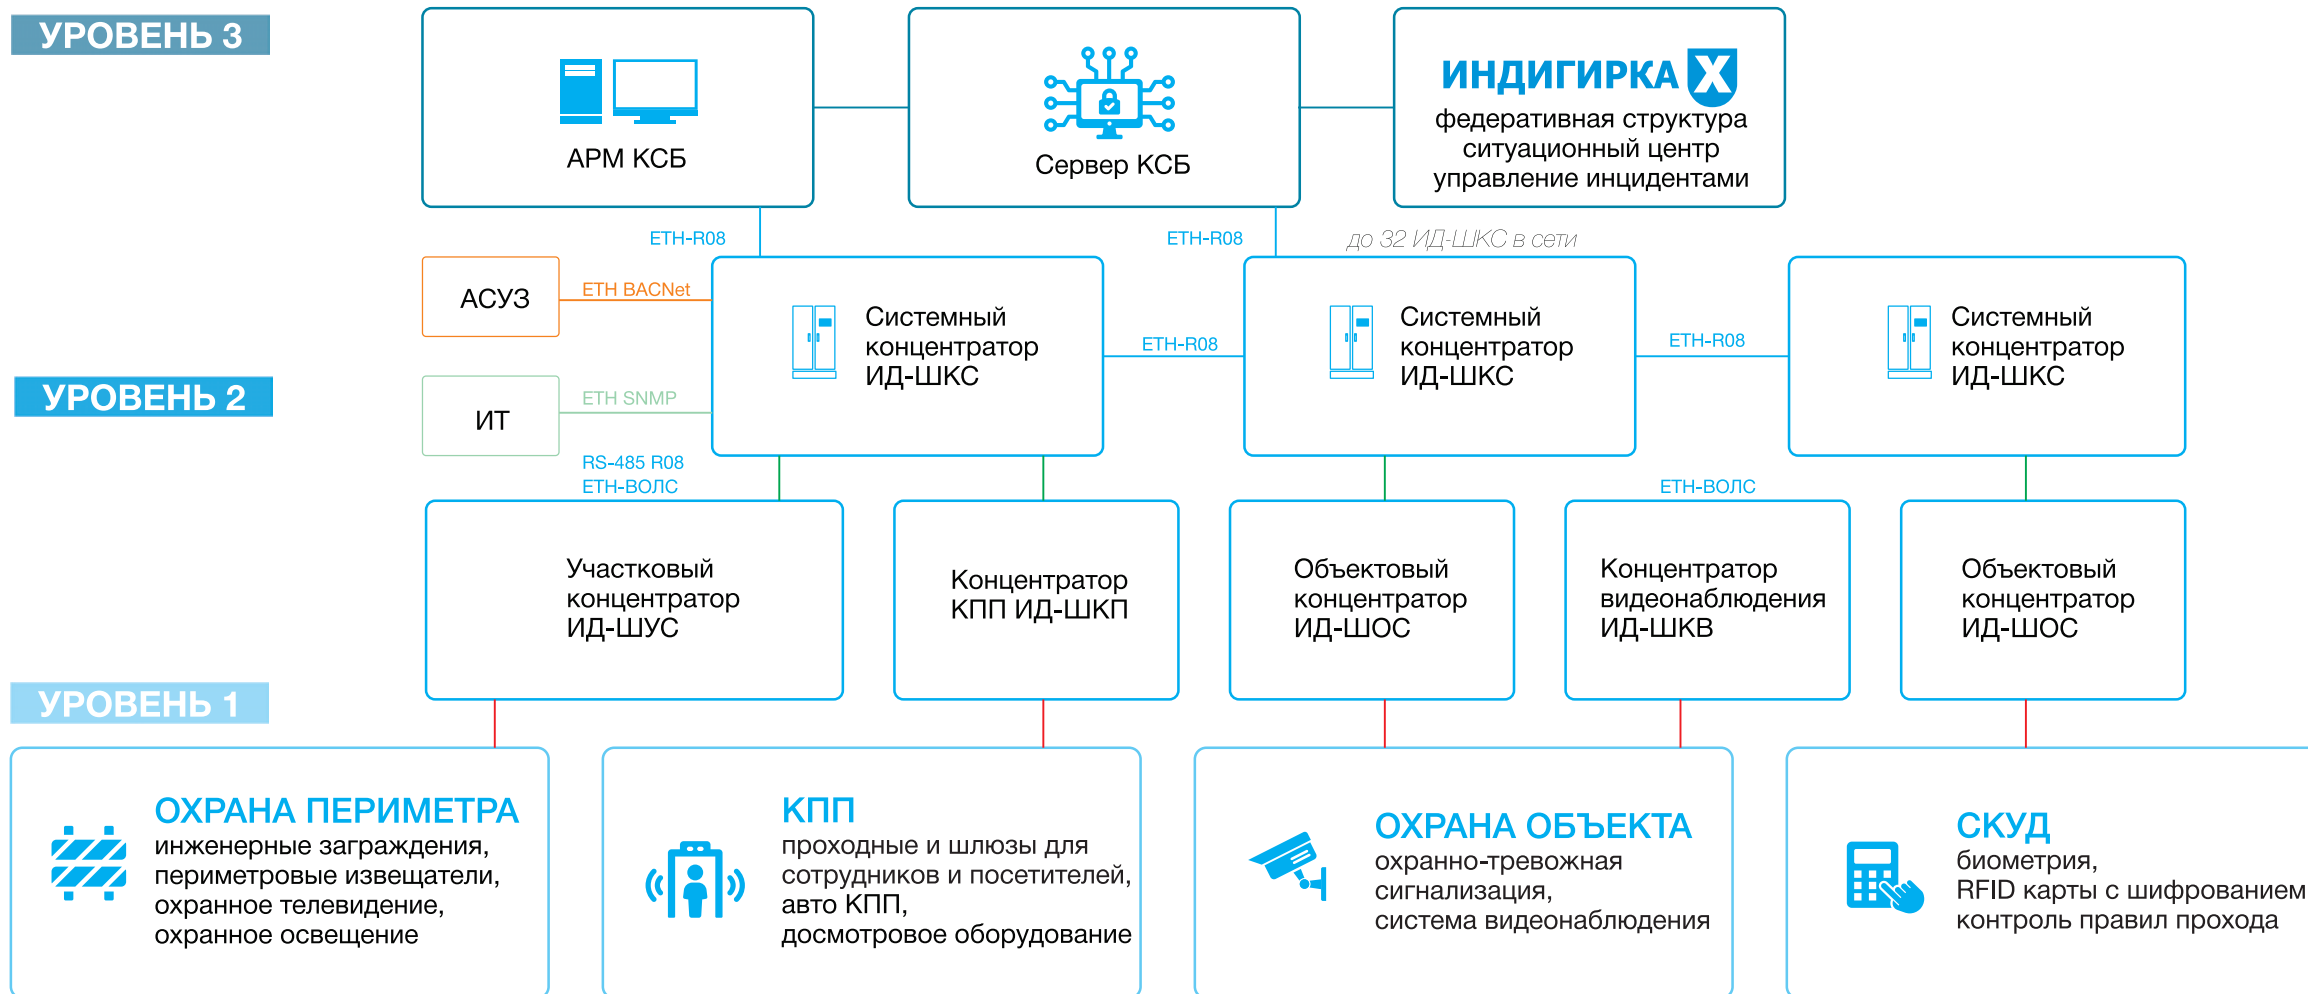 УРОВЕНЬ 3
АРМ КСБ
Сервер КСБ
ИНДИГИРКА X
федеративная структура
ситуационный центр
управление инцидентами
ETH-R08
ETH-R08
до 32 ИД-ШКС в сети
АСУЗ
ETH BACNet
Системный
концентратор
ИД-ШКС
ETH-R08
Системный
концентратор
ИД-ШКС
ETH-R08
Системный
концентратор
ИД-ШКС
УРОВЕНЬ 2
ИТ
ETH SNMP
RS-485 R08
ETH-ВОЛС
ETH-ВОЛС
Участковый
концентратор
ИД-ШУС
Концентратор
КПП ИД-ШКП
Объектовый
концентратор
ИД-ШОС
Концентратор
видеонаблюдения
ИД-ШКВ
Объектовый
концентратор
ИД-ШОС
УРОВЕНЬ 1
ОХРАНА ПЕРИМЕТРА
инженерные заграждения,
периметровые извещатели,
охранное телевидение,
охранное освещение
КПП
проходные и шлюзы для
сотрудников и посетителей,
авто КПП,
досмотровое оборудование
ОХРАНА ОБЪЕКТА
охранно-тревожная
сигнализация,
система видеонаблюдения
СКУД
биометрия,
RFID карты с шифрованием
контроль правил прохода